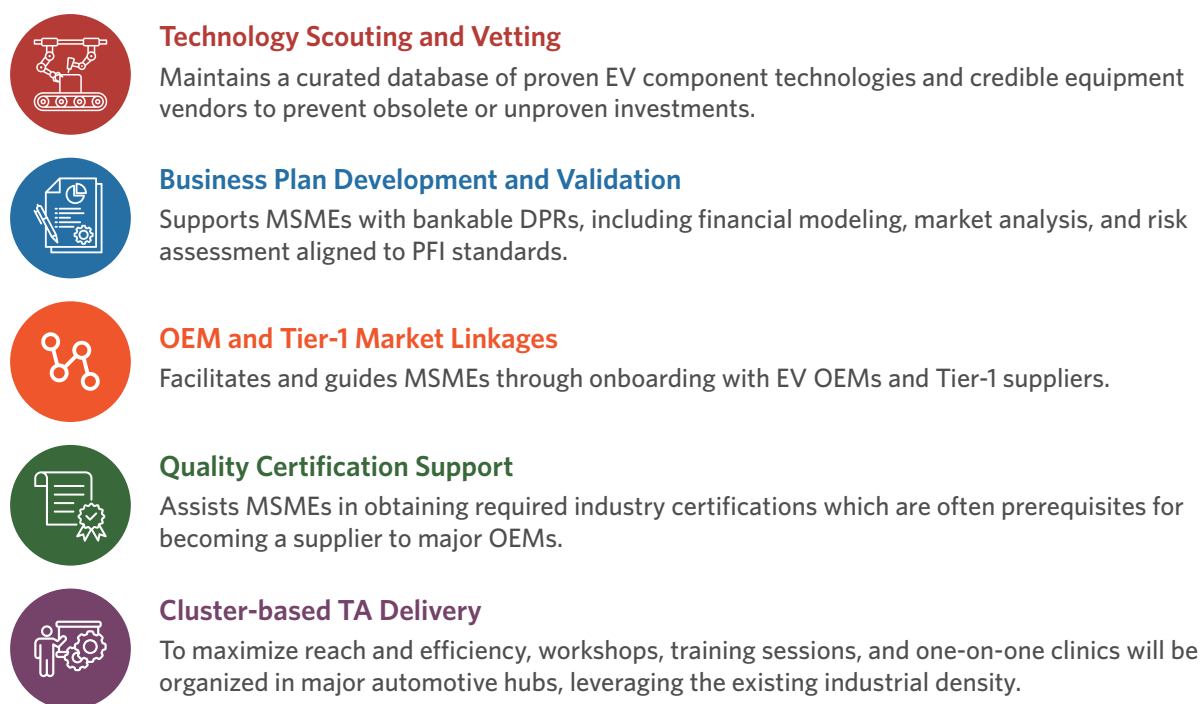 Technology Scouting and Vetting
Maintains a curated database of proven EV component technologies and credible equipment
vendors to prevent obsolete or unproven investments.
Business Plan Development and Validation
Supports MSMEs with bankable DPRs, including financial modeling, market analysis, and risk
assessment aligned to PFI standards.
OEM and Tier-1 Market Linkages
Facilitates and guides MSMEs through onboarding with EV OEMs and Tier-1 suppliers.
Quality Certification Support
Assists MSMEs in obtaining required industry certifications which are often prerequisites for
becoming a supplier to major OEMs.
Cluster-based TA Delivery
To maximize reach and efficiency, workshops, training sessions, and one-on-one clinics will be
organized in major automotive hubs, leveraging the existing industrial density.